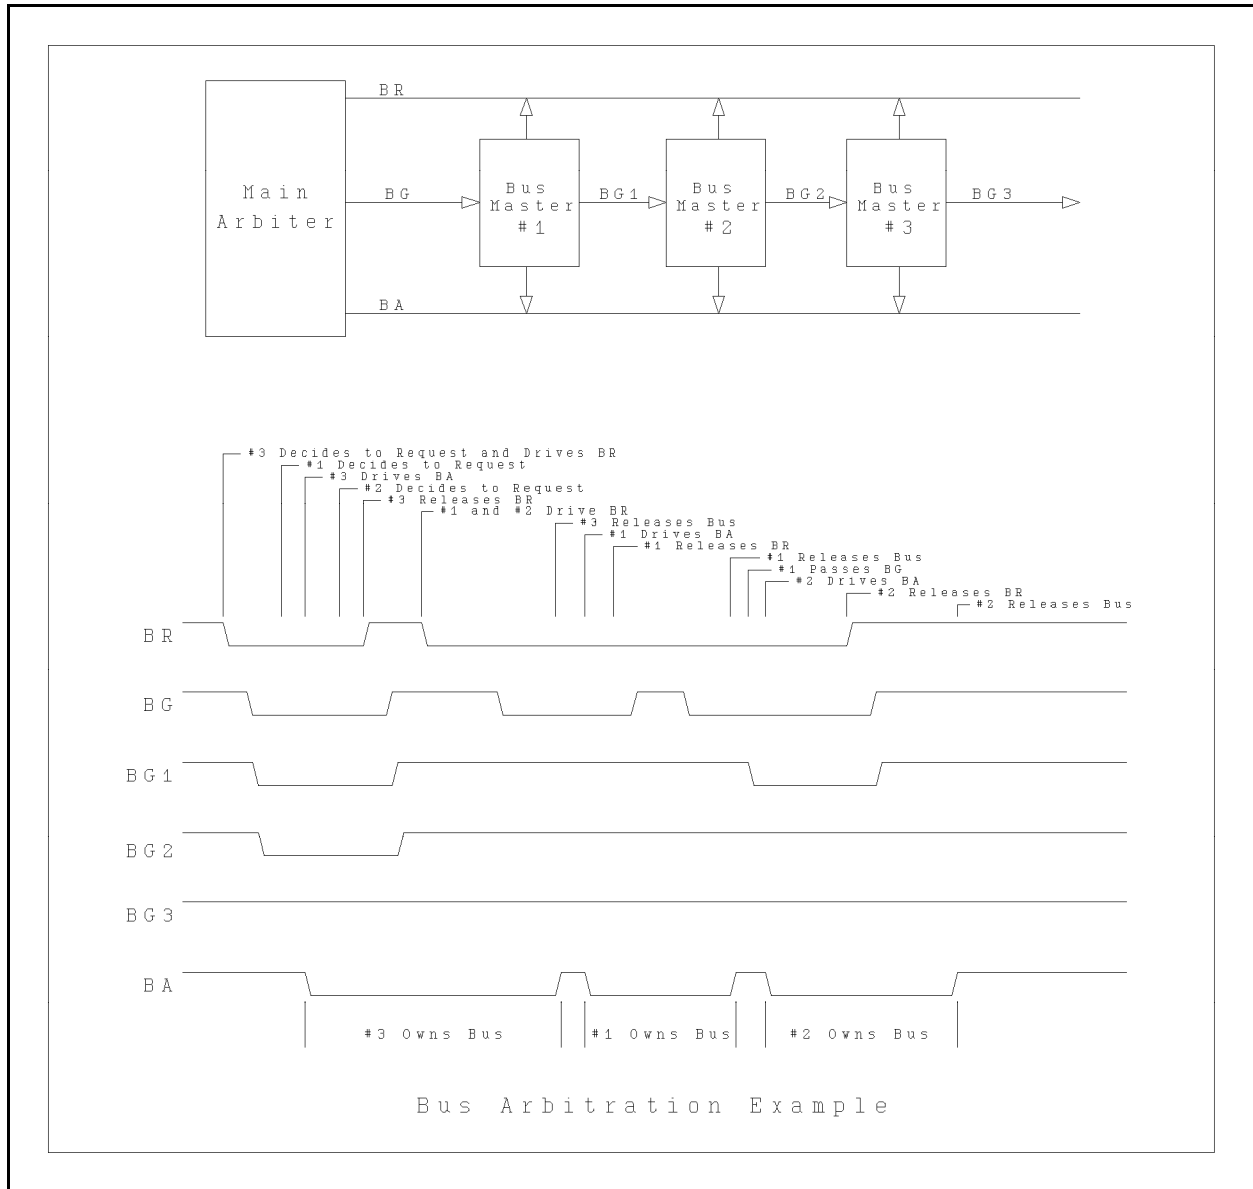 BR
Main
Arbiter
BG
Bus
Master
#1
BG1
Bus
Master
#2
BG2
Bus
Master
#3
BG3
BA
#3 Decides to Request and Drives BR
#1 Decides to Request
#3 Drives BA
#2 Decides to Request
#3 Releases BR
#1 and #2 Drive BR
#3 Releases Bus
#1 Drives BA
#1 Releases BR
#1 Releases Bus
#1 Passes BG
#2 Drives BA
#2 Releases BR
#2 Releases Bus
BR
BG
BG1
BG2
BG3
BA
#3 Owns Bus
#1 Owns Bus
#2 Owns Bus
Bus Arbitration Example